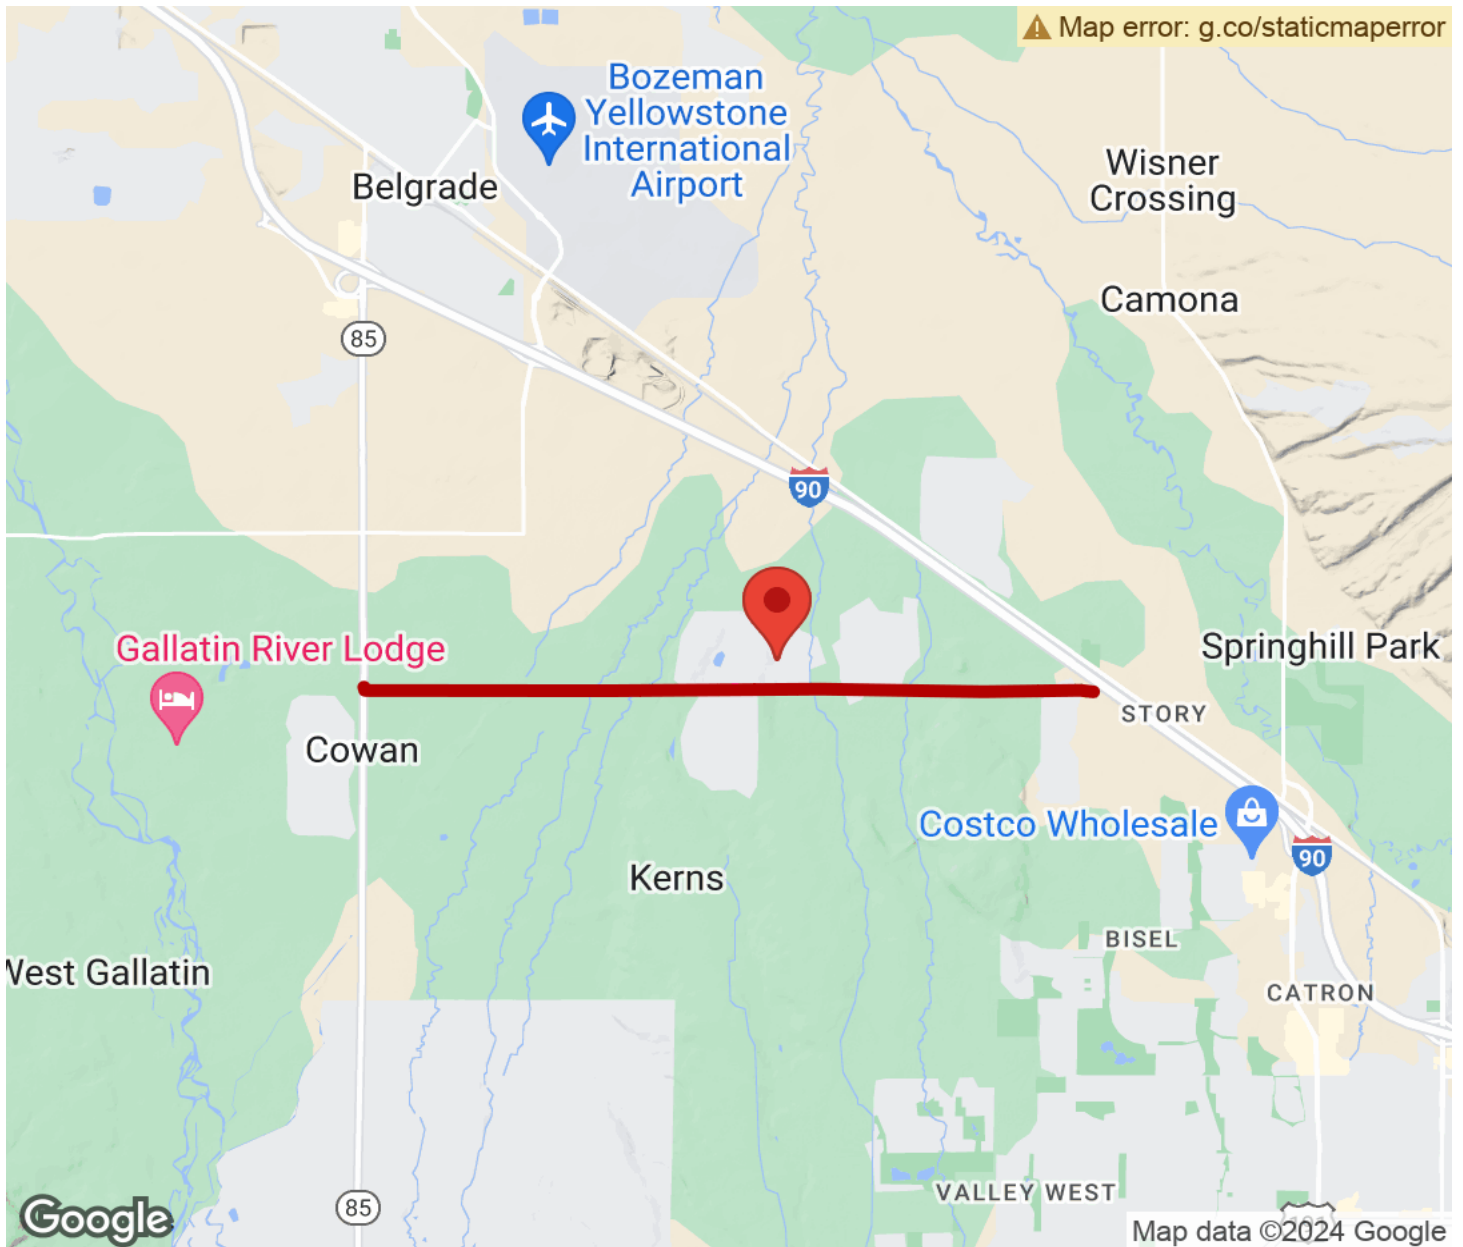 Map error: g.co/staticmaperror
Bozeman
Yellowstone
International
Airport
Belgrade
Wisner
Crossing
Camona
85
90
Gallatin River Lodge
Springhill Park
STORY
Cowan
Costco Wholesale
90
Kerns
BISEL
West Gallatin
CATRON
VALLEY WEST
85
191
Google
Map data ©2024 Google